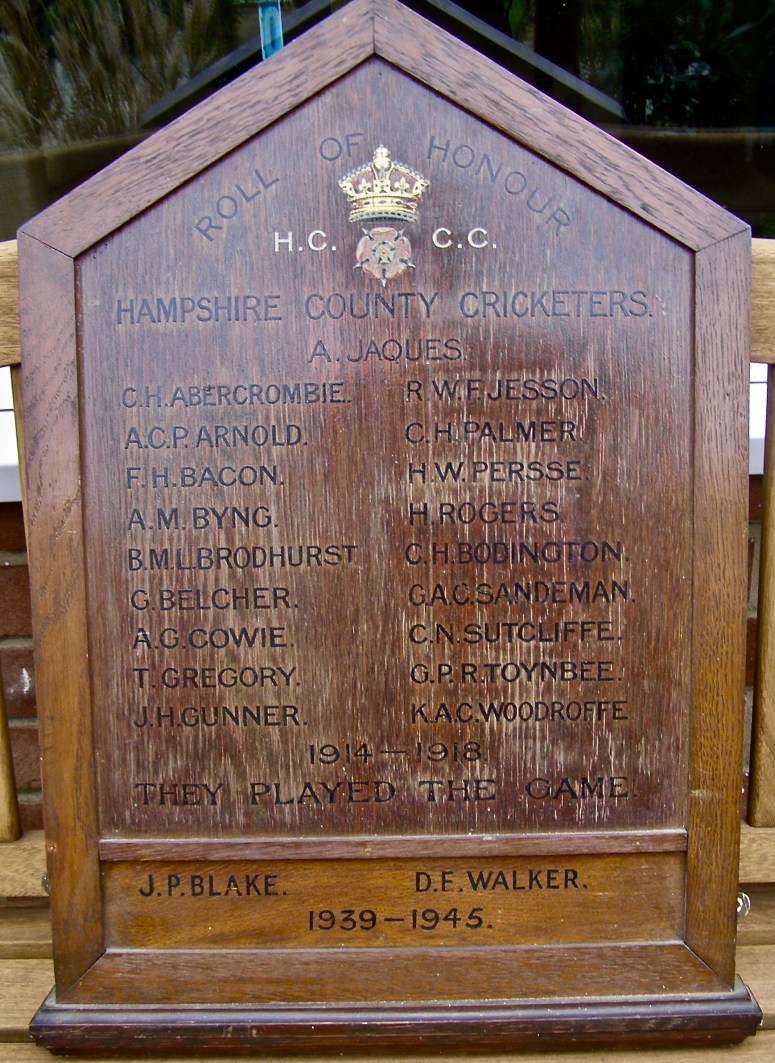 ROLL OF HONOUR
H.C. C.C.
HAMPSHIRE COUNTY CRICKETERS.
A. JAQUES.
C.H. ABERCROMBIE. R.W.F. JESSON.
A.C.P. ARNOLD. C.H. PALMER.
F.H. BACON. H.W. PERSSE.
A.M. BYNG. H. ROGERS.
B.M.L. BRODHURST C.H. BODINGTON.
G. BELCHER. G.A.C. SANDEMAN.
A.G. COWIE. C.N. SUTCLIFFE.
T. GREGORY. G.P.R. TOYNBEE.
J.H. GUNNER. K.A.C. WOODROFFE
1914—1918
THEY PLAYED THE GAME.
J.P. BLAKE. D.F. WALKER.
1939—1945.